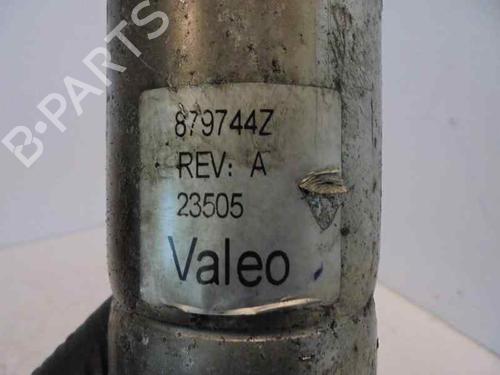 B-PARTS
879744Z
REV: A
23505
Valeo